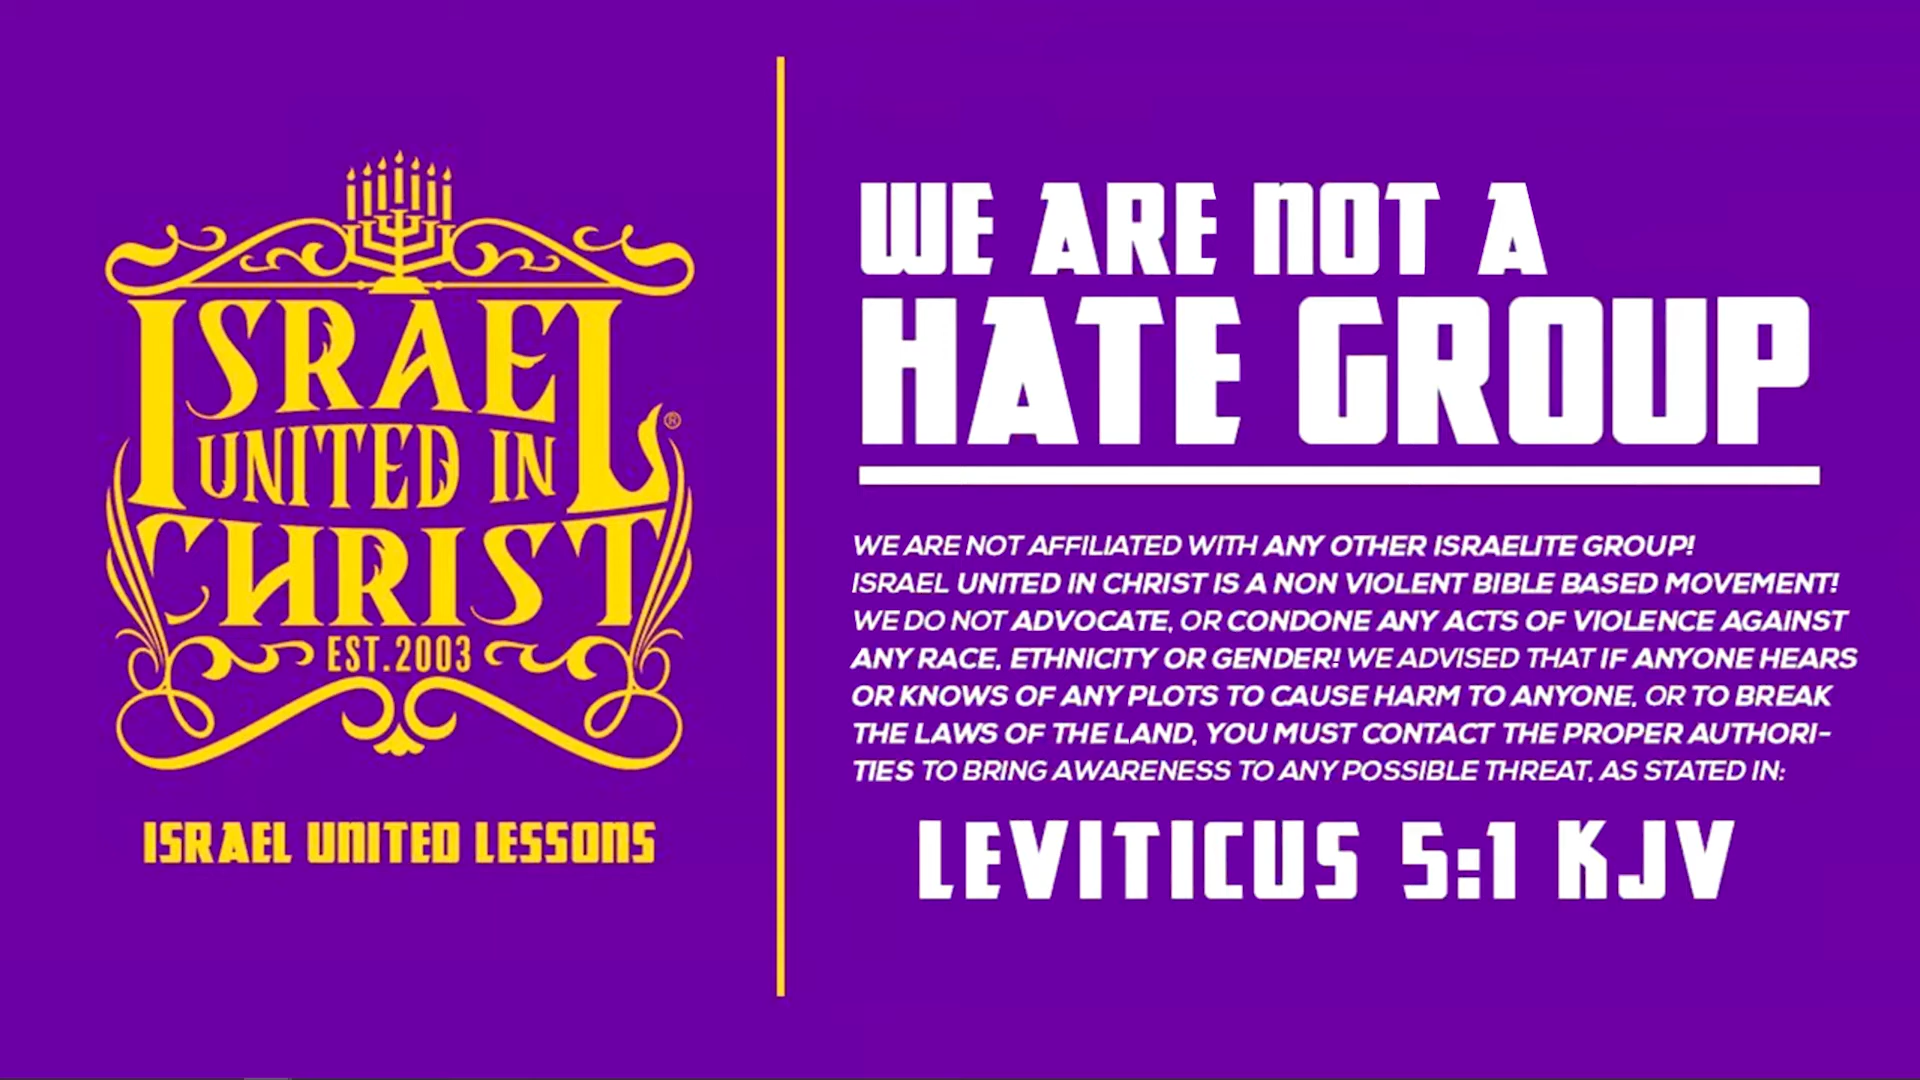 ISRAEL
UNITED IN
CHRIST
®
EST.2003
ISRAEL UNITED LESSONS
WE ARE NOT A
HATE GROUP
WE ARE NOT AFFILIATED WITH ANY OTHER ISRAELITE GROUP!
ISRAEL UNITED IN CHRIST IS A NON VIOLENT BIBLE BASED MOVEMENT!
WE DO NOT ADVOCATE, OR CONDONE ANY ACTS OF VIOLENCE AGAINST
ANY RACE, ETHNICITY OR GENDER! WE ADVISED THAT IF ANYONE HEARS
OR KNOWS OF ANY PLOTS TO CAUSE HARM TO ANYONE, OR TO BREAK
THE LAWS OF THE LAND, YOU MUST CONTACT THE PROPER AUTHORI-
TIES TO BRING AWARENESS TO ANY POSSIBLE THREAT, AS STATED IN:
LEVITICUS 5:1 KJV